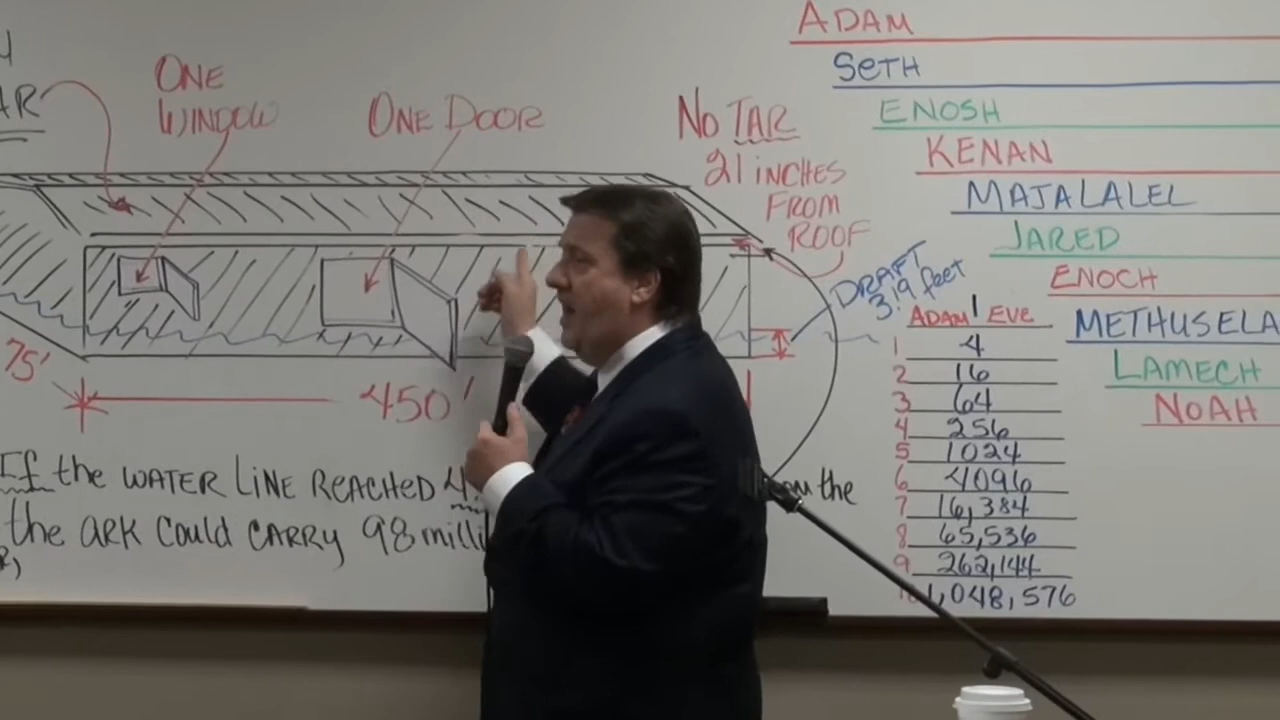 AR
ONE
WINDOW
ONE DOOR
NO TAR
21 INCHES
FROM
ROOF
DRAFT
3.19 feet
75'
450'
If the WATER LINE REACHED
the
the ARK COULD CARRY 98 milli
ADAM
SETH
ENOSH
KENAN
MAJALALEL
JARED
ENOCH
METHUSELA
LAMECH
NOAH
ADAM / EVE
1 4
2 16
3 64
4 256
5 1024
6 4096
7 16,384
8 65,536
9 262,144
1,048,576